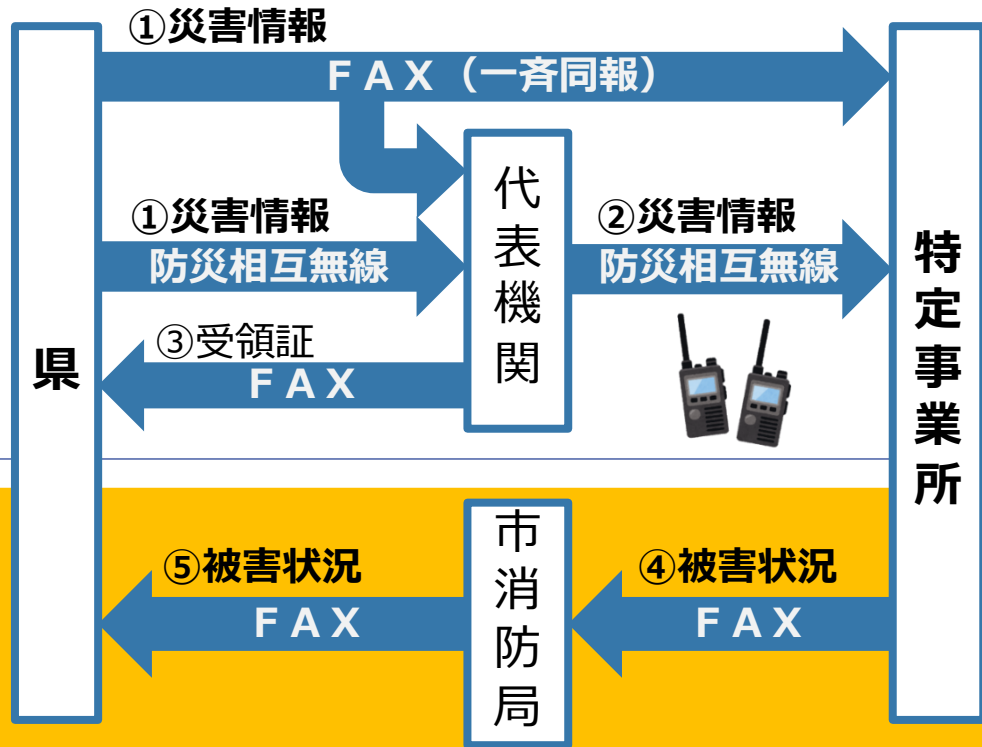 ①災害情報
ＦＡＸ（一斉同報）
代表機関
①災害情報
防災相互無線
②災害情報
防災相互無線
県
③受領証
ＦＡＸ
特定事業所
市消防局
⑤被害状況
ＦＡＸ
④被害状況
ＦＡＸ